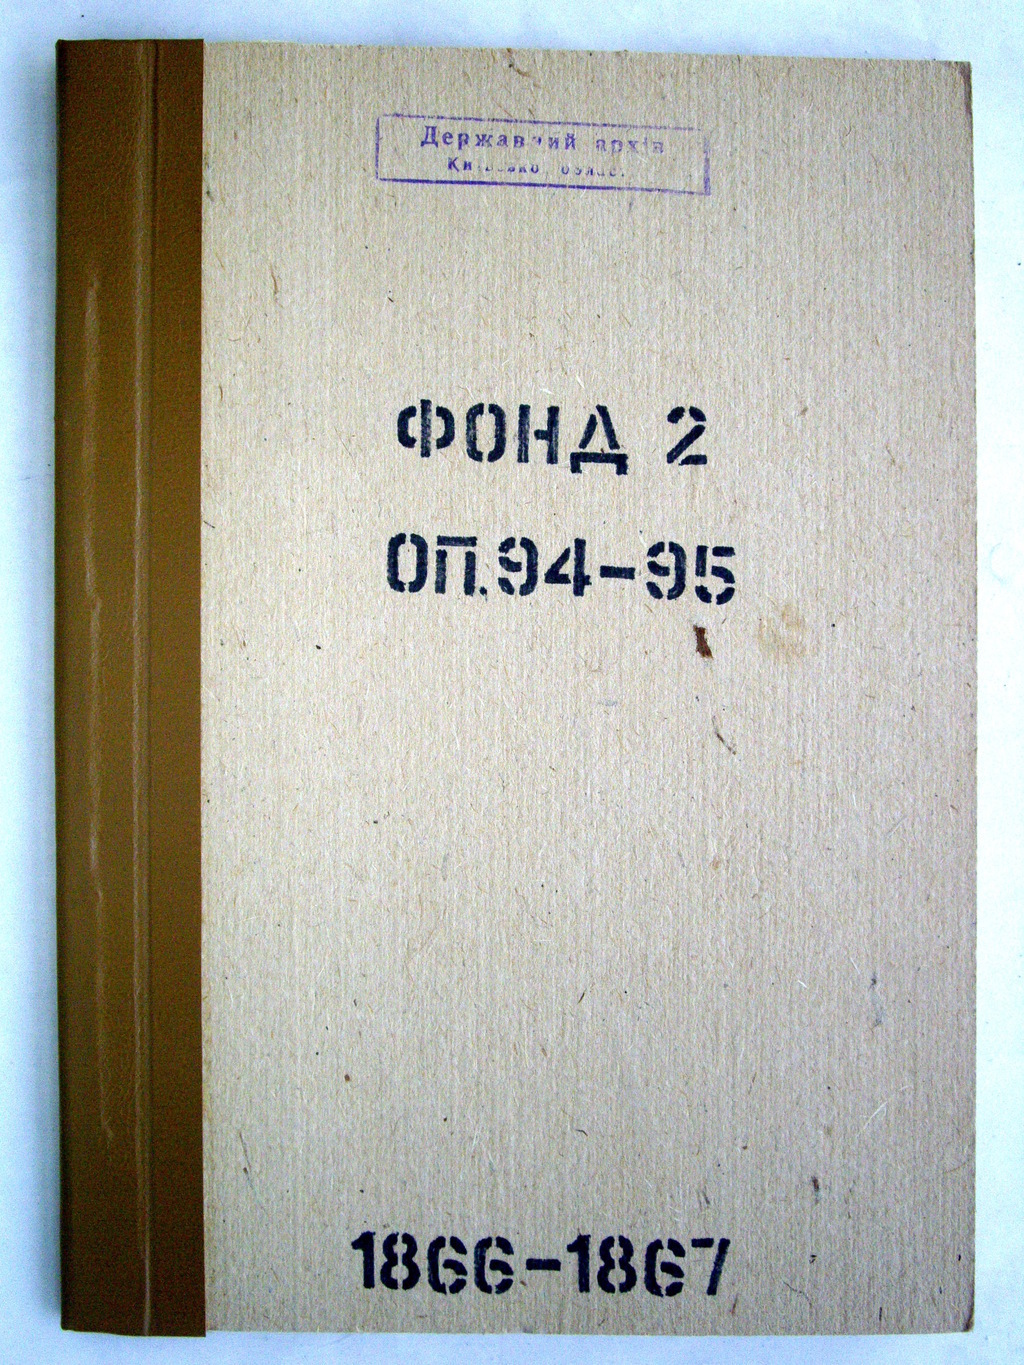 Державний архів
ФОНД 2
ОП.94-95
1866-1867